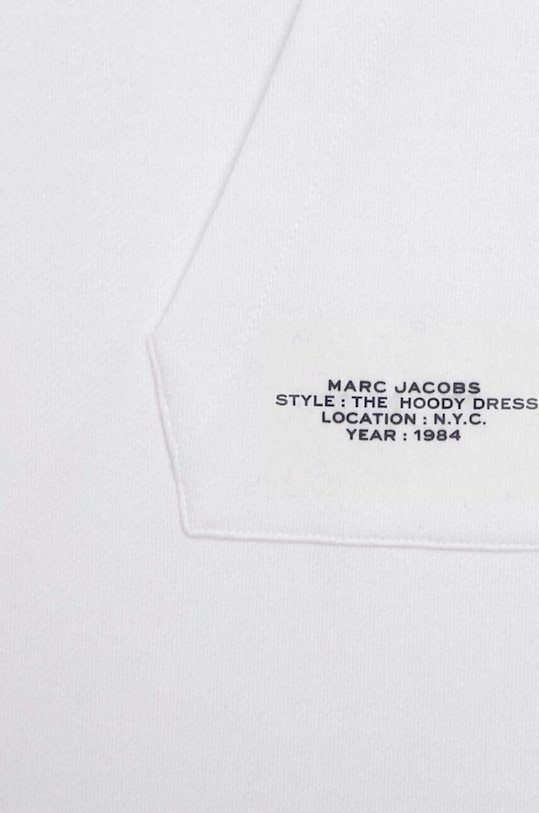 MARC JACOBS
STYLE : THE HOODY DRESS
LOCATION : N.Y.C.
YEAR : 1984